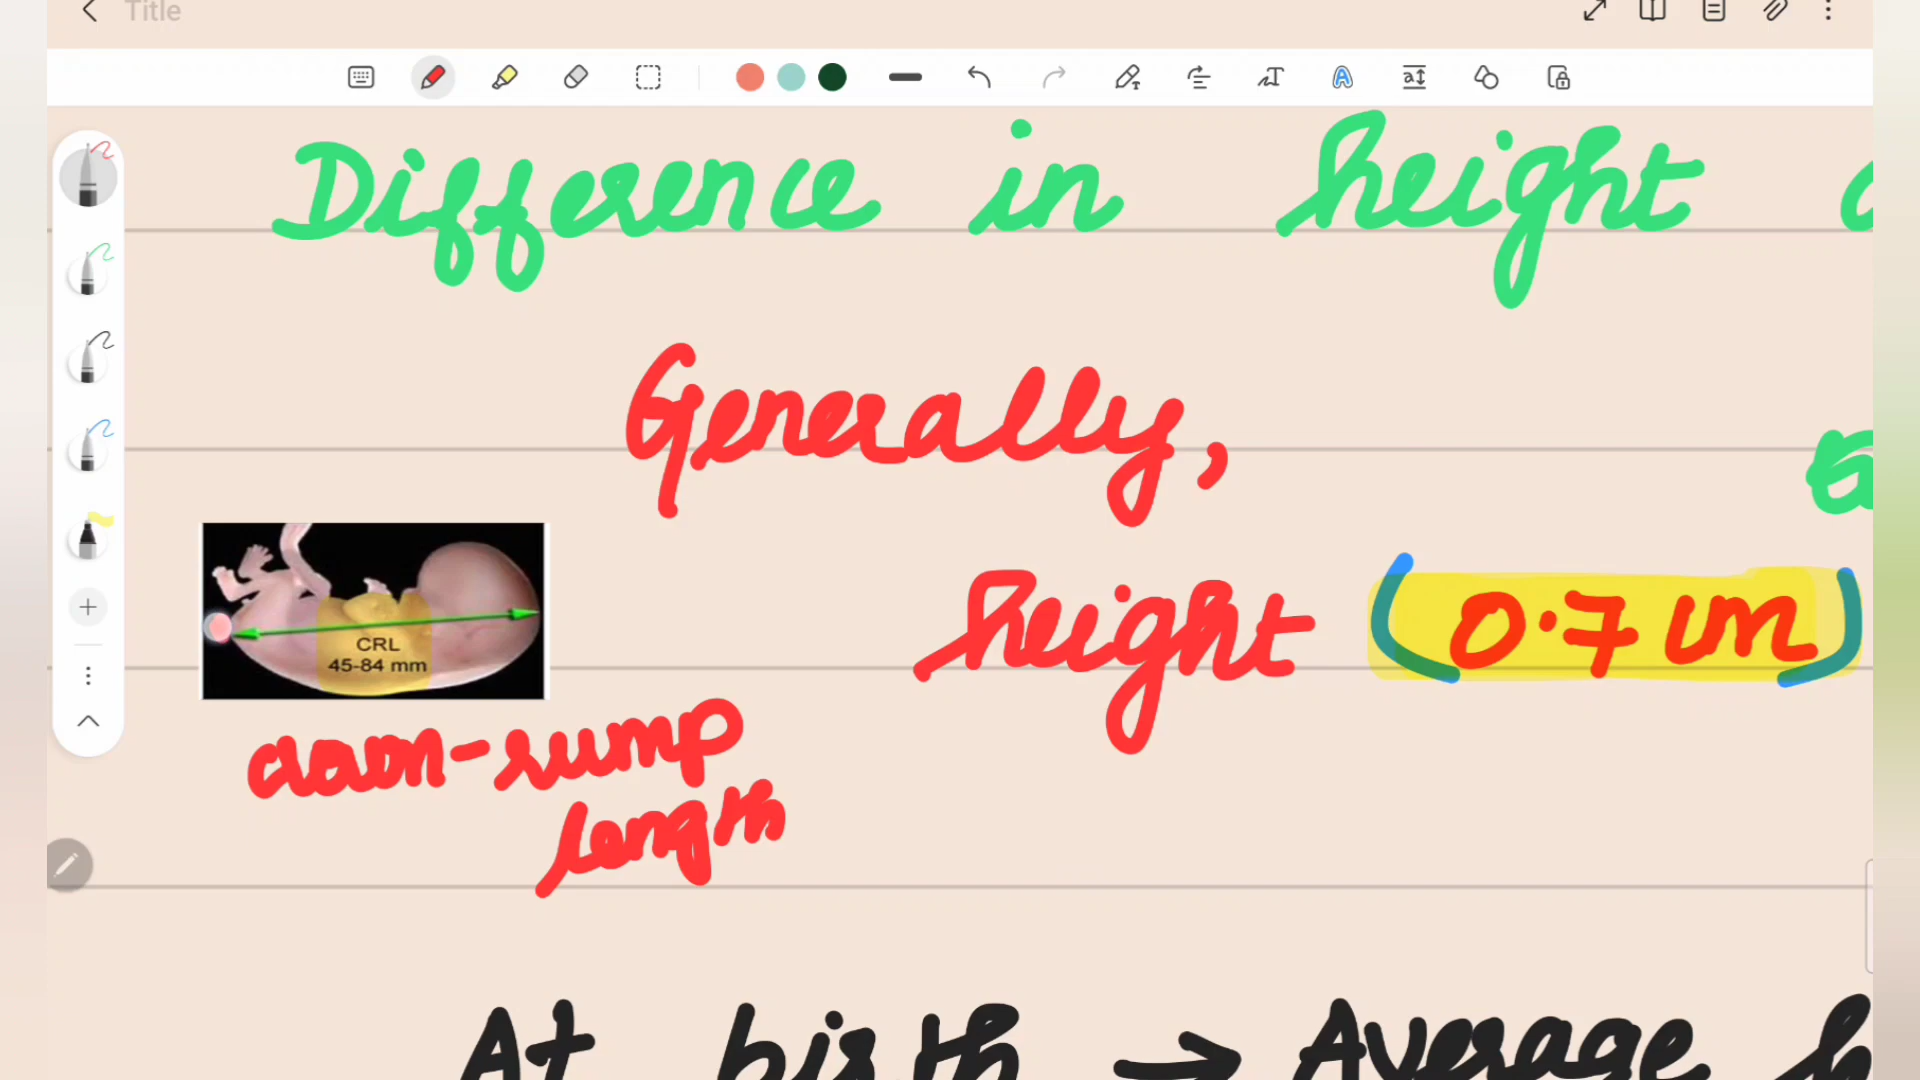 Title
Difference in height
Generally,
CRL
45-84 mm
height (0.7 cm)
crown-rump
length
At birth → Average h